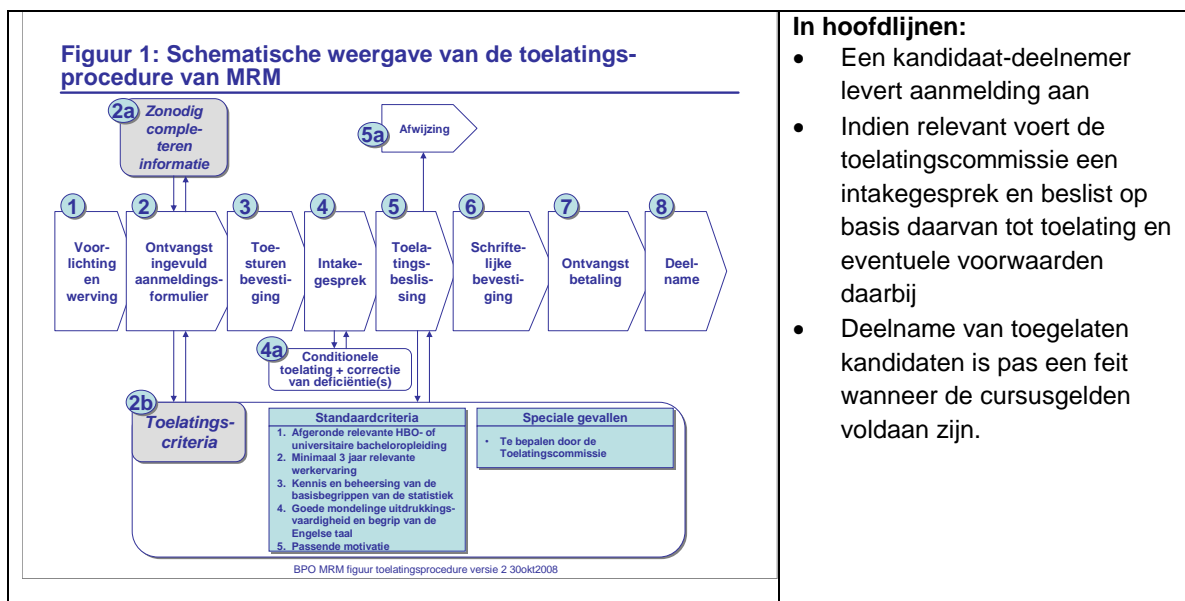 Figuur 1: Schematische weergave van de toelatings-
procedure van MRM
2a
Zonodig
comple-
teren
informatie
5a
Afwijzing
1
Voor-
lichting
en
werving
2
Ontvangst
ingevuld
aanmeldings-
formulier
3
Toe-
sturen
bevesti-
ging
4
Intake-
gesprek
5
Toela-
tings-
beslis-
sing
6
Schrifte-
lijke
bevesti-
ging
7
Ontvangst
betaling
8
Deel-
name
4a
Conditionele
toelating + correctie
van deficiëntie(s)
2b
Toelatings-
criteria
Standaardcriteria
1. Afgeronde relevante HBO- of
universitaire bacheloropleiding
2. Minimaal 3 jaar relevante
werkervaring
3. Kennis en beheersing van de
basisbegrippen van de statistiek
4. Goede mondelinge uitdrukkings-
vaardigheid en begrip van de
Engelse taal
5. Passende motivatie
Speciale gevallen
• Te bepalen door de
Toelatingscommissie
BPO MRM figuur toelatingsprocedure versie 2 30okt2008
In hoofdlijnen:
• Een kandidaat-deelnemer
levert aanmelding aan
• Indien relevant voert de
toelatingscommissie een
intakegesprek en beslist op
basis daarvan tot toelating en
eventuele voorwaarden
daarbij
• Deelname van toegelaten
kandidaten is pas een feit
wanneer de cursusgelden
voldaan zijn.